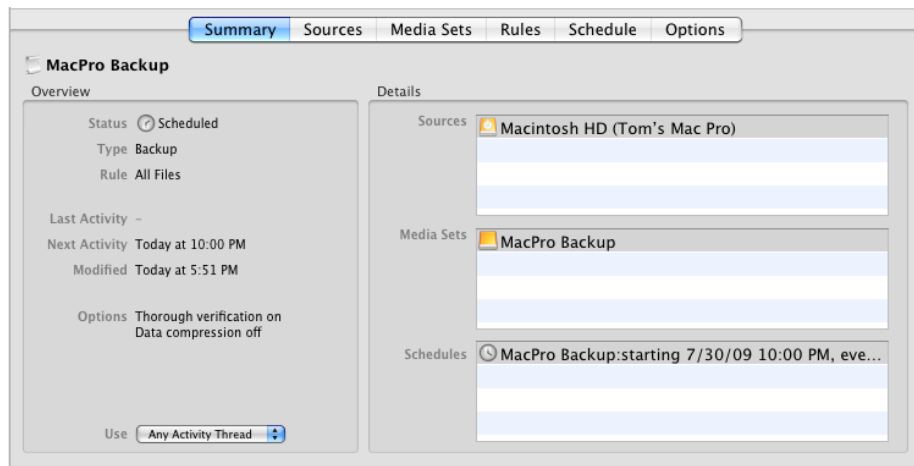 Summary Sources Media Sets Rules Schedule Options
MacPro Backup
Overview
Status Scheduled
Type Backup
Rule All Files
Last Activity –
Next Activity Today at 10:00 PM
Modified Today at 5:51 PM
Options Thorough verification on
Data compression off
Use Any Activity Thread
Details
Sources Macintosh HD (Tom's Mac Pro)
Media Sets MacPro Backup
Schedules MacPro Backup:starting 7/30/09 10:00 PM, eve...